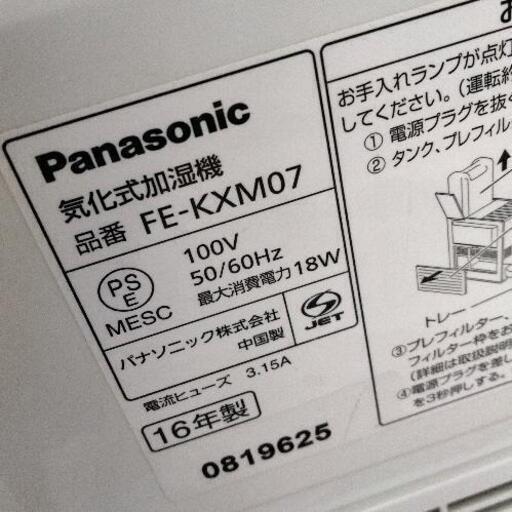 Panasonic
気化式加湿機
品番 FE-KXM07
PS
E
MESC
100V
50/60Hz
最大消費電力 18W
パナソニック株式会社
中国製
S
JET
電流ヒューズ 3.15A
16年製
0819625
お
お手入れランプが点灯
してください。(運転
① 電源プラグを抜
② タンク、プレフィル
トレー
③プレフィルター、
フィルター枠をお
(詳細は取扱説明
④電源プラグを差し
を3秒押しする。